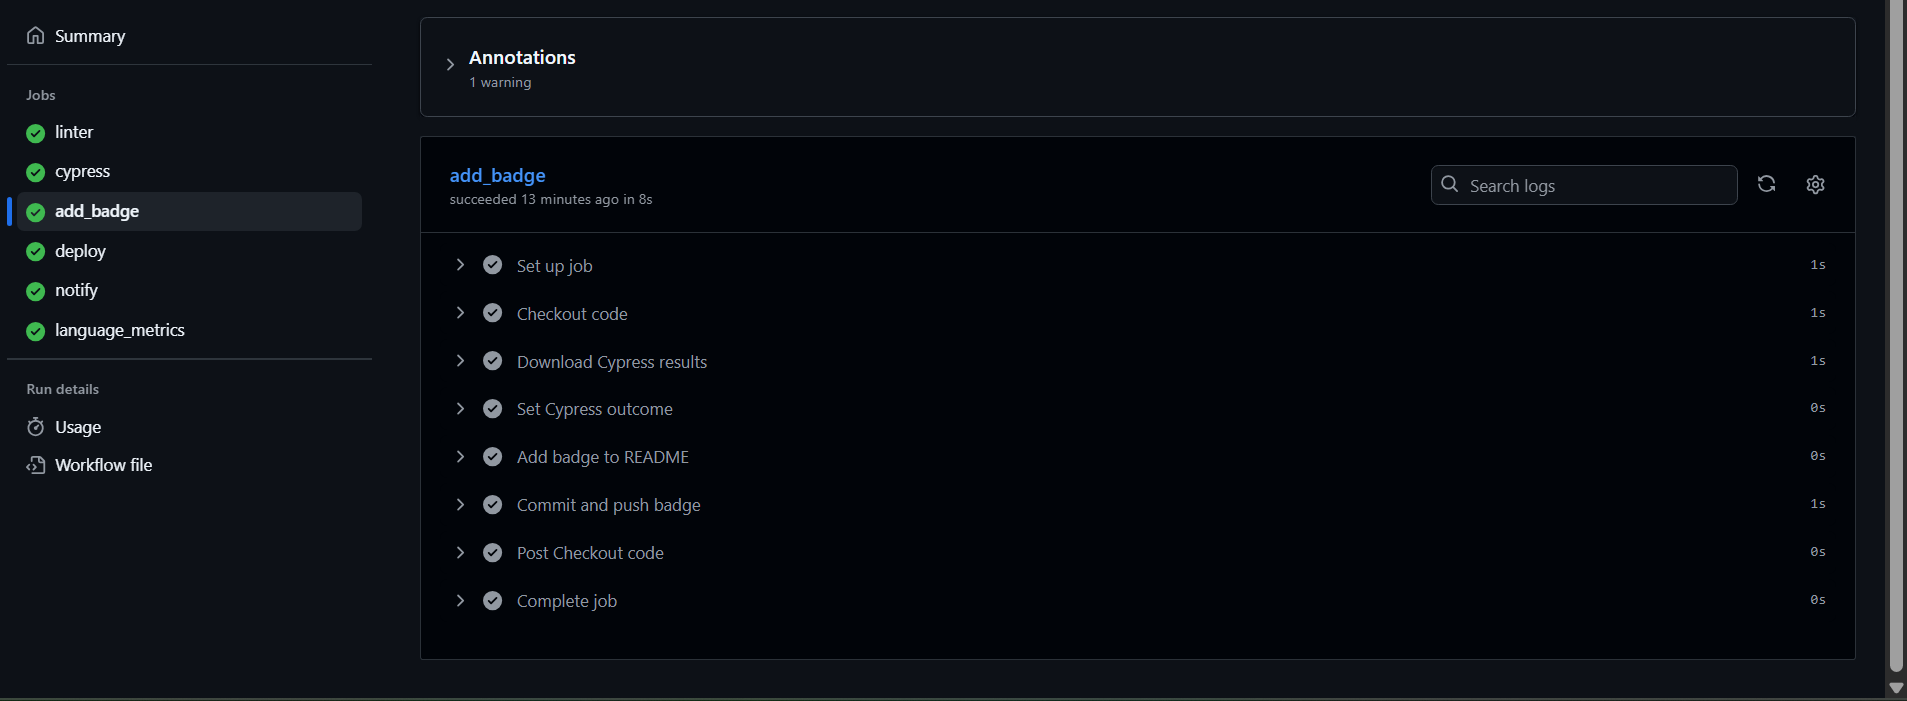 Summary
Jobs
linter
cypress
add_badge
deploy
notify
language_metrics
Run details
Usage
Workflow file
Annotations
1 warning
add_badge
succeeded 13 minutes ago in 8s
Search logs
Set up job 1s
Checkout code 1s
Download Cypress results 1s
Set Cypress outcome 0s
Add badge to README 0s
Commit and push badge 1s
Post Checkout code 0s
Complete job 0s